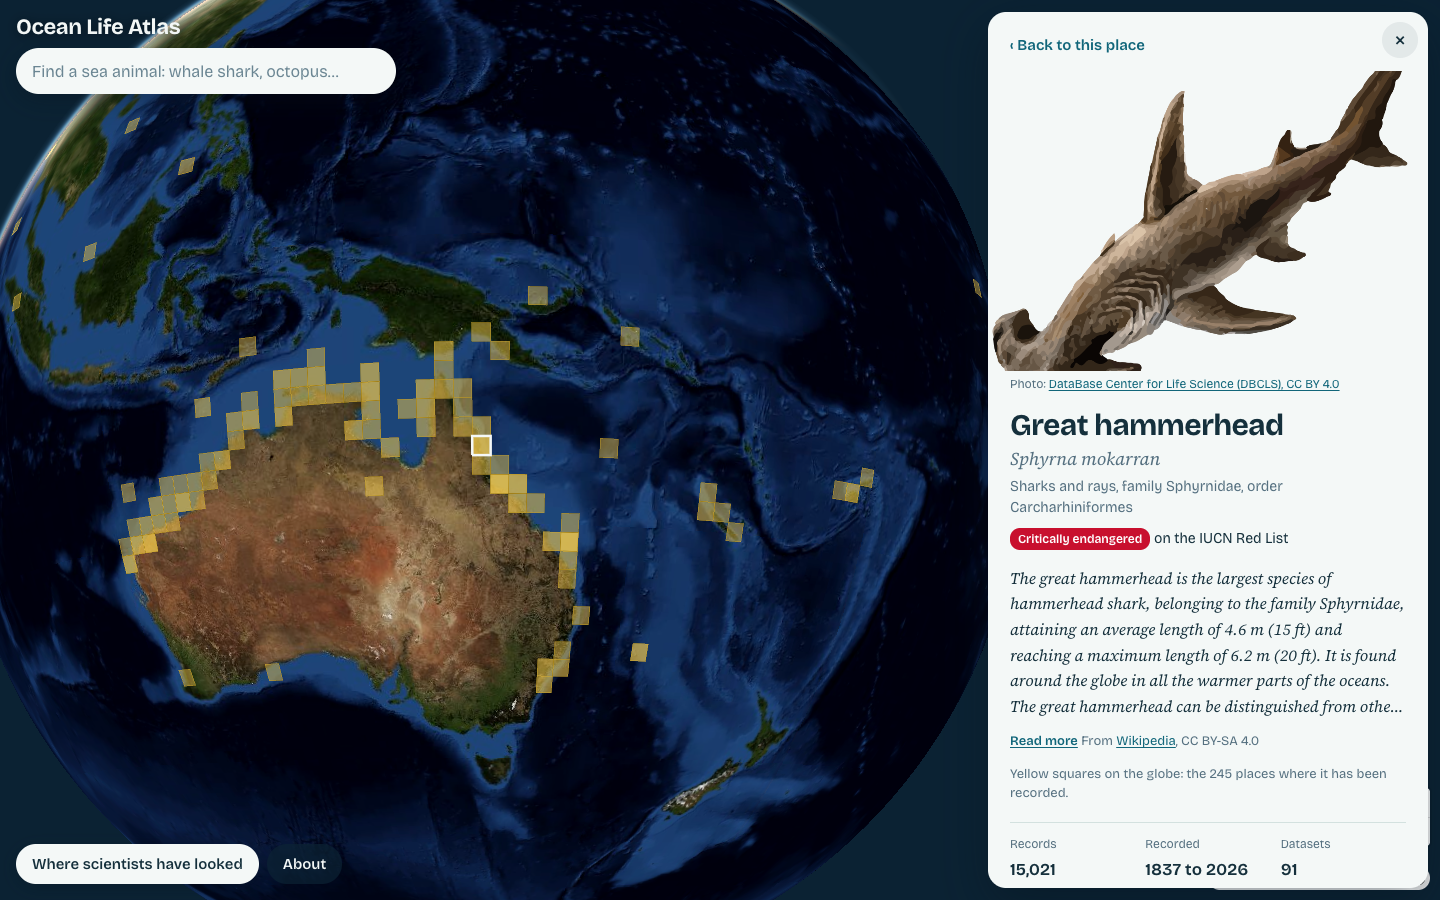 Ocean Life Atlas
Find a sea animal: whale shark, octopus...
Where scientists have looked
About
‹ Back to this place
×
Photo: DataBase Center for Life Science (DBCLS), CC BY 4.0
Great hammerhead
Sphyrna mokarran
Sharks and rays, family Sphyrnidae, order
Carcharhiniformes
Critically endangered on the IUCN Red List
The great hammerhead is the largest species of
hammerhead shark, belonging to the family Sphyrnidae,
attaining an average length of 4.6 m (15 ft) and
reaching a maximum length of 6.2 m (20 ft). It is found
around the globe in all the warmer parts of the oceans.
The great hammerhead can be distinguished from othe...
Read more From Wikipedia, CC BY-SA 4.0
Yellow squares on the globe: the 245 places where it has been
recorded.
Records Recorded Datasets
15,021 1837 to 2026 91